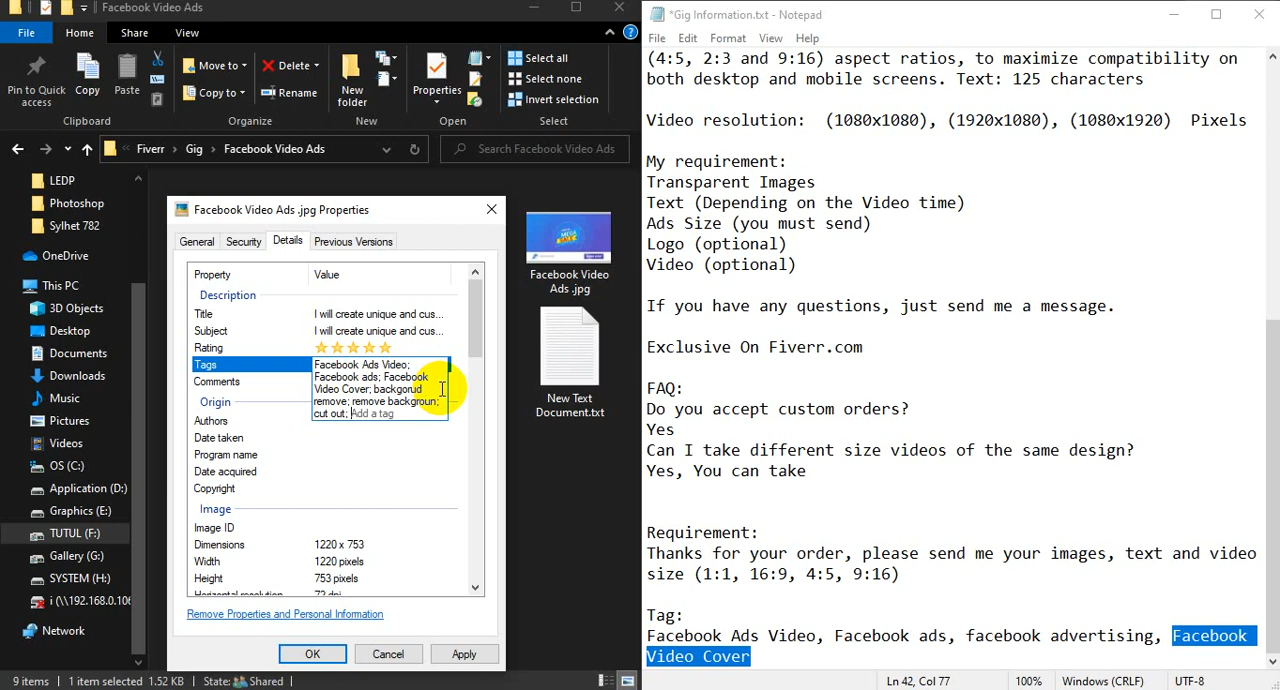 Facebook Video Ads
File
Home
Share
View
Pin to Quick access
Copy
Paste
Clipboard
Move to
Copy to
Delete
Rename
Organize
New folder
New
Properties
Open
Select all
Select none
Invert selection
Select
Fiverr > Gig > Facebook Video Ads
Search Facebook Video Ads
LEDP
Photoshop
Sylhet 782
OneDrive
This PC
3D Objects
Desktop
Documents
Downloads
Music
Pictures
Videos
OS (C:)
Application (D:)
Graphics (E:)
TUTUL (F:)
Gallery (G:)
SYSTEM (H:)
i (\\192.168.0.106
Network
9 items
1 item selected 1.52 KB
State: Shared
Facebook Video Ads .jpg
New Text Document.txt
Facebook Video Ads .jpg Properties
General
Security
Details
Previous Versions
Property
Value
Description
Title
I will create unique and cus...
Subject
I will create unique and cus...
Rating
Tags
Facebook Ads Video;
Facebook ads; Facebook
Video Cover; backgorud
remove; remove backgroun;
cut out; Add a tag
Comments
Origin
Authors
Date taken
Program name
Date acquired
Copyright
Image
Image ID
Dimensions
1220 x 753
Width
1220 pixels
Height
753 pixels
Horizontal resolution
72 dpi
Remove Properties and Personal Information
OK
Cancel
Apply
*Gig Information.txt - Notepad
File
Edit
Format
View
Help
(4:5, 2:3 and 9:16) aspect ratios, to maximize compatibility on
both desktop and mobile screens. Text: 125 characters
Video resolution: (1080x1080), (1920x1080), (1080x1920) Pixels
My requirement:
Transparent Images
Text (Depending on the Video time)
Ads Size (you must send)
Logo (optional)
Video (optional)
If you have any questions, just send me a message.
Exclusive On Fiverr.com
FAQ:
Do you accept custom orders?
Yes
Can I take different size videos of the same design?
Yes, You can take
Requirement:
Thanks for your order, please send me your images, text and video
size (1:1, 16:9, 4:5, 9:16)
Tag:
Facebook Ads Video, Facebook ads, facebook advertising, Facebook
Video Cover
Ln 42, Col 77
100%
Windows (CRLF)
UTF-8